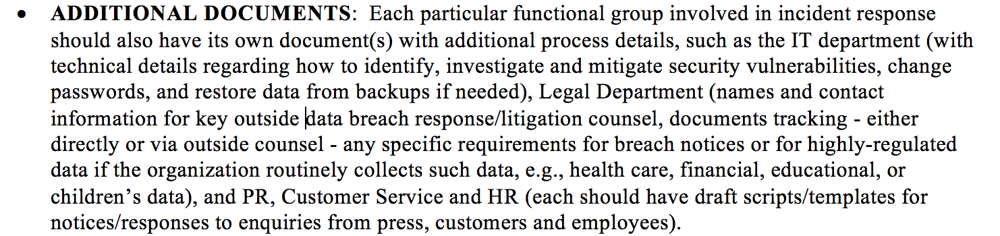 • ADDITIONAL DOCUMENTS:  Each particular functional group involved in incident response
should also have its own document(s) with additional process details, such as the IT department (with
technical details regarding how to identify, investigate and mitigate security vulnerabilities, change
passwords, and restore data from backups if needed), Legal Department (names and contact
information for key outside data breach response/litigation counsel, documents tracking - either
directly or via outside counsel - any specific requirements for breach notices or for highly-regulated
data if the organization routinely collects such data, e.g., health care, financial, educational, or
children’s data), and PR, Customer Service and HR (each should have draft scripts/templates for
notices/responses to enquiries from press, customers and employees).